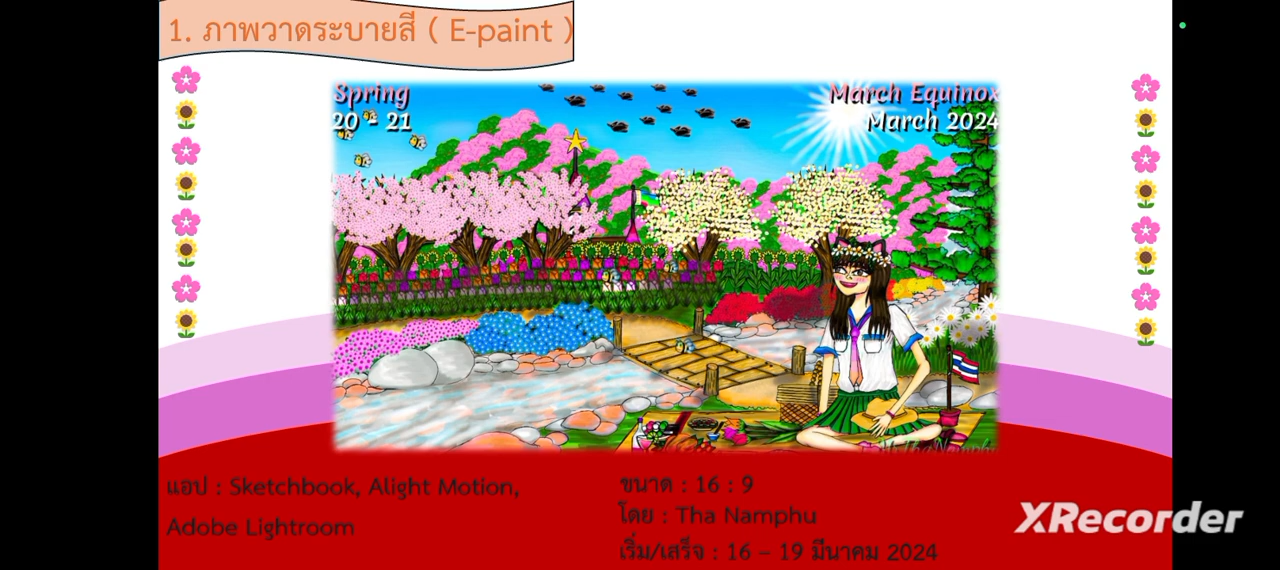 1. ภาพวาดระบายสี ( E-paint )
Spring
20 - 21
March Equinox
March 2024
แอป : Sketchbook, Alight Motion,
Adobe Lightroom
ขนาด : 16 : 9
โดย : Tha Namphu
เริ่ม/เสร็จ : 16 – 19 มีนาคม 2024
XRecorder